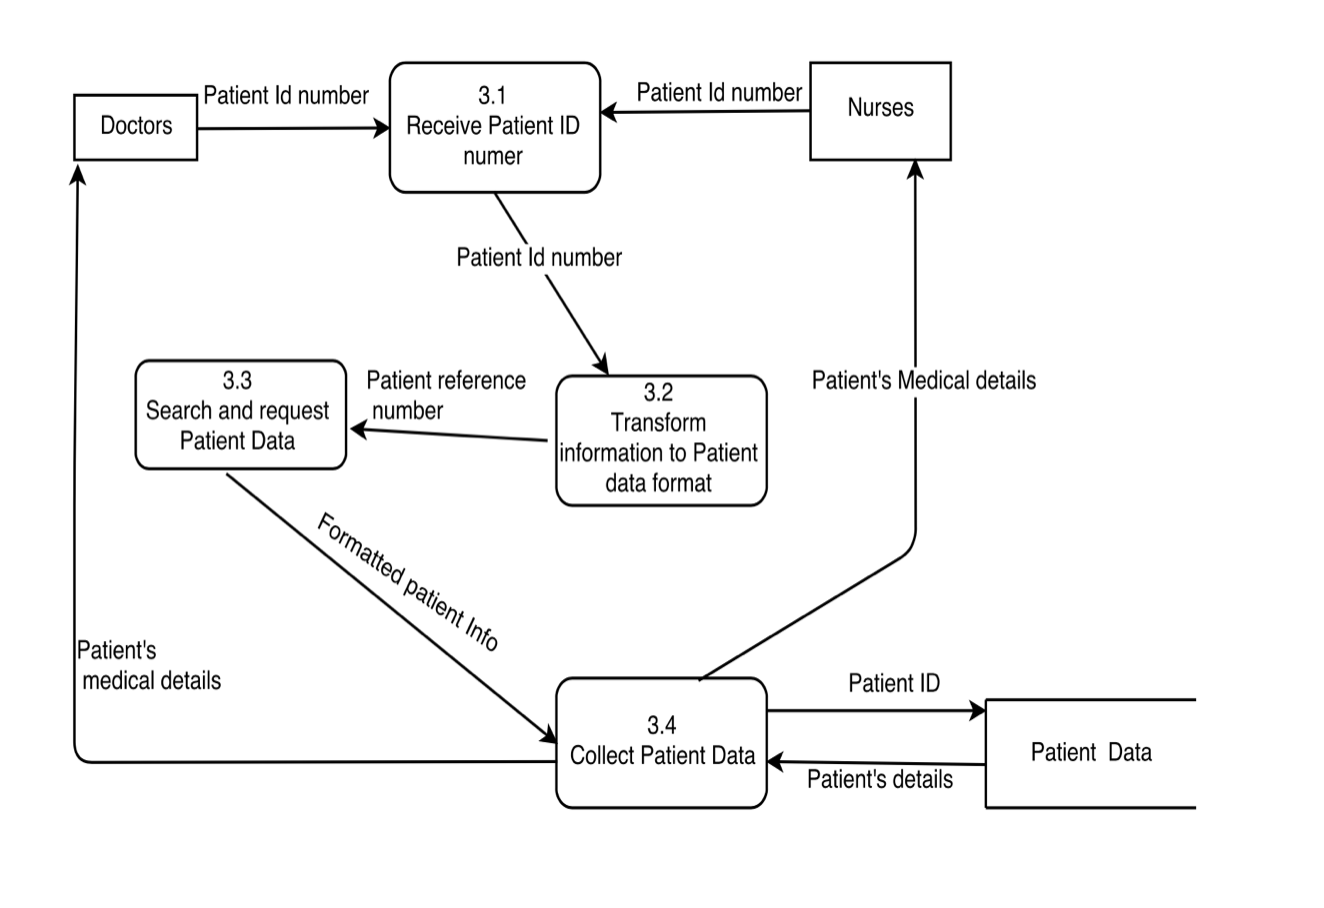 Doctors
Patient Id number
3.1
Receive Patient ID
numer
Patient Id number
Nurses
Patient Id number
3.3
Search and request
Patient Data
Patient reference
number
3.2
Transform
information to Patient
data format
Patient's Medical details
Formatted patient Info
Patient's
medical details
3.4
Collect Patient Data
Patient ID
Patient's details
Patient Data